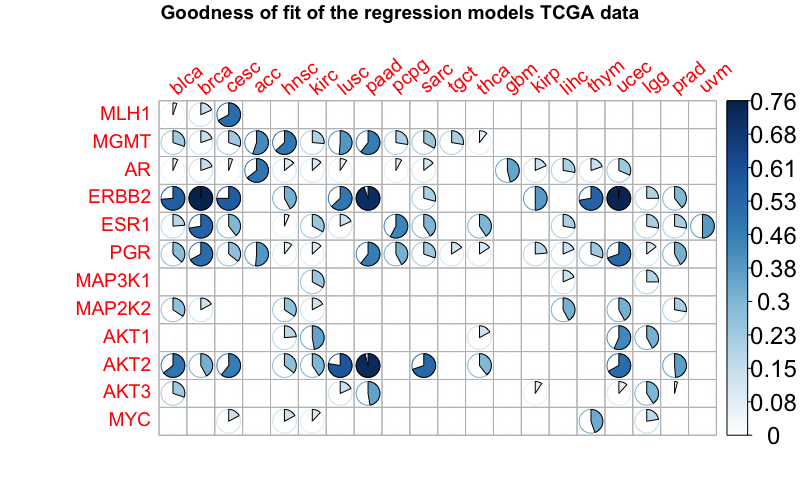 Goodness of fit of the regression models TCGA data
blca brca cesc acc hnsc kirc lusc paad pcpg sarc tgct thca gbm kirp lihc thym ucec lgg prad uvm
MLH1
MGMT
AR
ERBB2
ESR1
PGR
MAP3K1
MAP2K2
AKT1
AKT2
AKT3
MYC
0.76
0.68
0.61
0.53
0.46
0.38
0.3
0.23
0.15
0.08
0